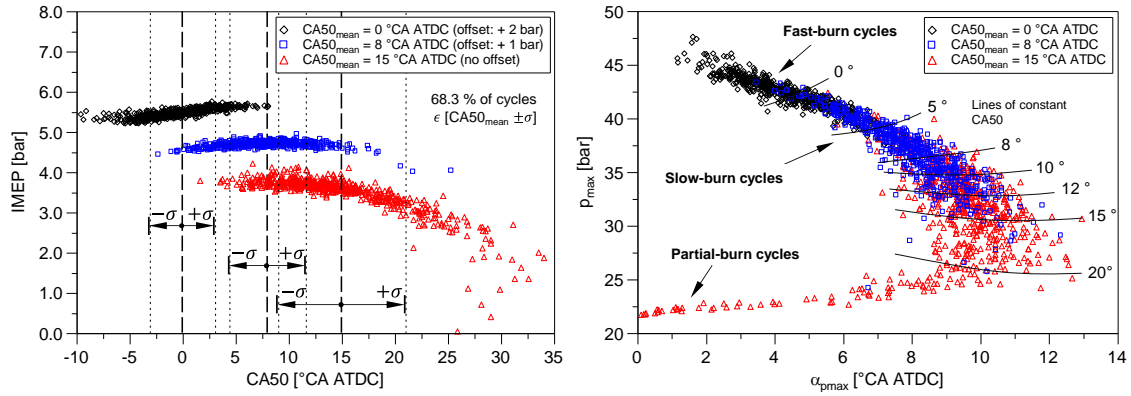 8.0
7.0
6.0
5.0
4.0
3.0
2.0
1.0
0.0
IMEP [bar]
CA50mean = 0 °CA ATDC (offset: + 2 bar)
CA50mean = 8 °CA ATDC (offset: + 1 bar)
CA50mean = 15 °CA ATDC (no offset)
68.3 % of cycles
ϵ [CA50mean ±σ]
−σ +σ
−σ +σ
−σ +σ
-10 -5 0 5 10 15 20 25 30 35
CA50 [°CA ATDC]
50
45
40
35
30
25
20
pmax [bar]
CA50mean = 0 °CA ATDC
CA50mean = 8 °CA ATDC
CA50mean = 15 °CA ATDC
Fast-burn cycles
0 °
5 °
Lines of constant
CA50
8 °
10 °
Slow-burn cycles
12 °
15 °
Partial-burn cycles
20°
0 2 4 6 8 10 12 14
αpmax [°CA ATDC]